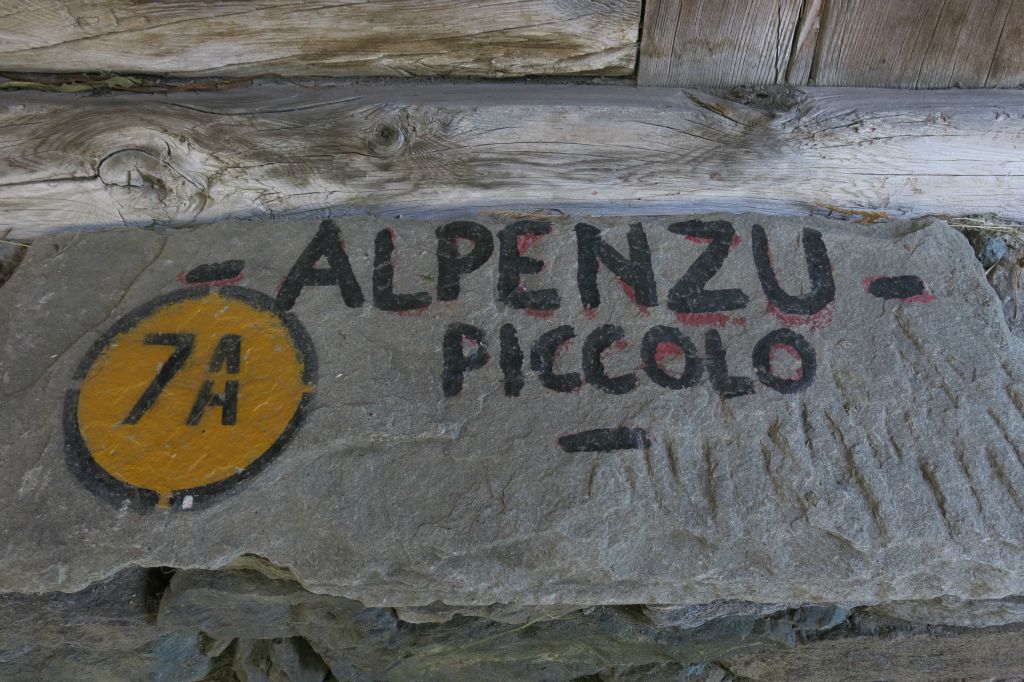 - ALPENZU -
7A
PICCOLO
-